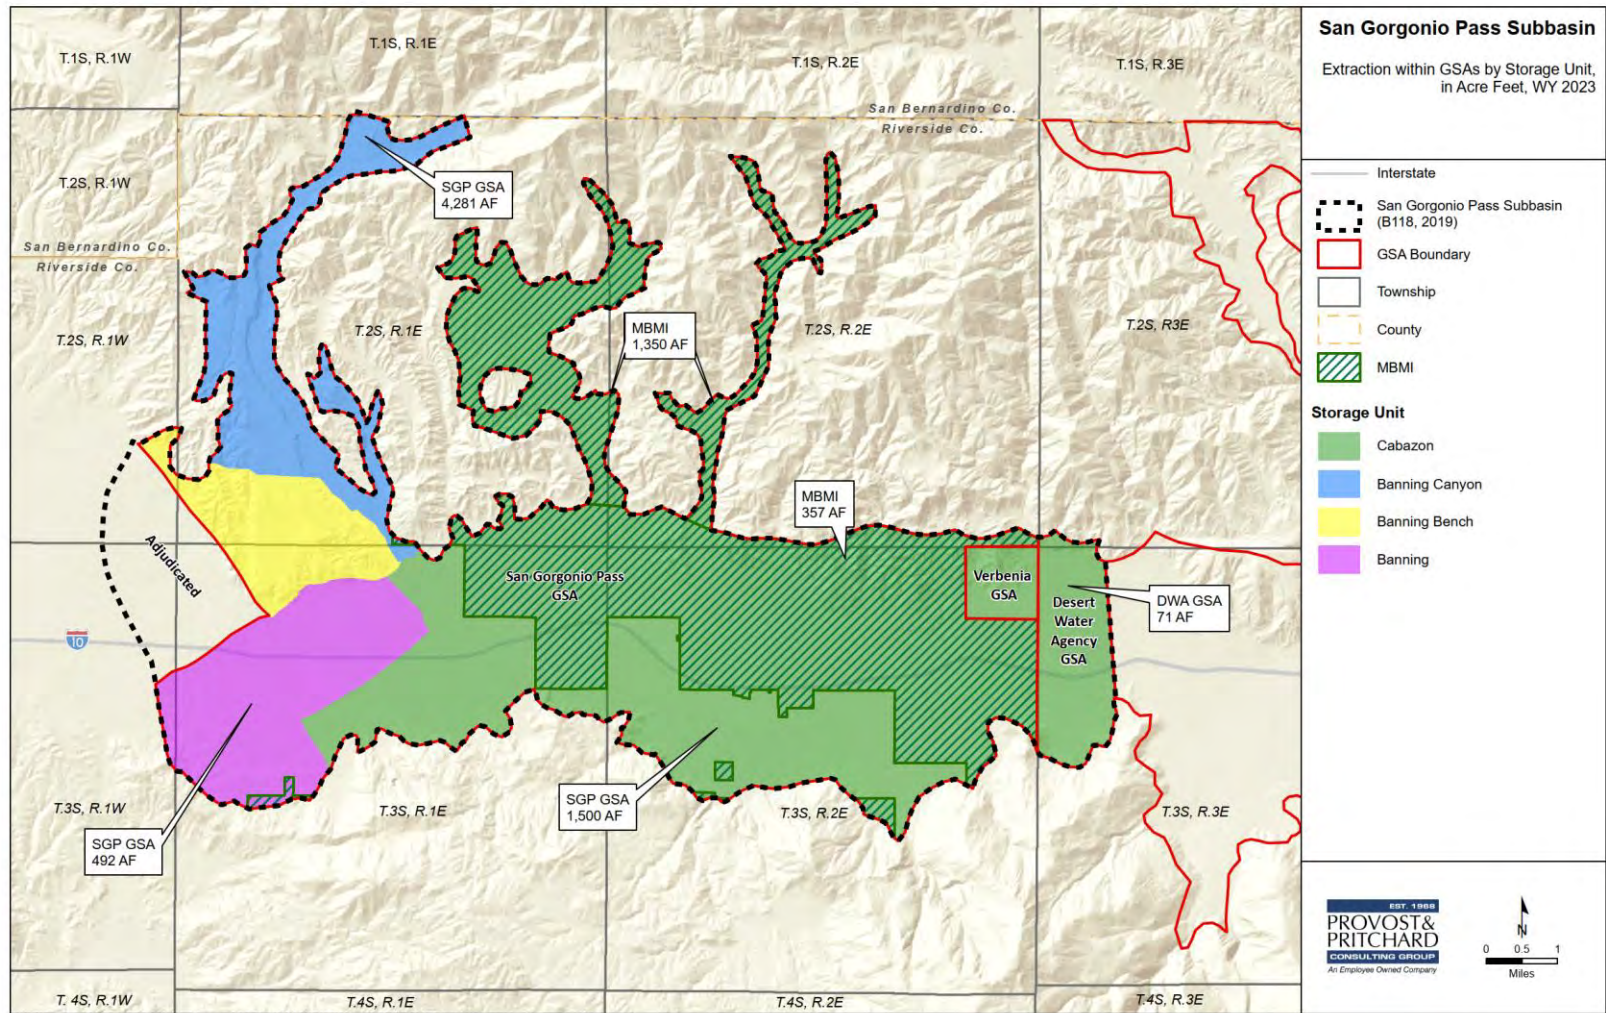 San Gorgonio Pass Subbasin
Extraction within GSAs by Storage Unit,
in Acre Feet, WY 2023
Interstate
San Gorgonio Pass Subbasin
(B118, 2019)
GSA Boundary
Township
County
MBMI
Storage Unit
Cabazon
Banning Canyon
Banning Bench
Banning
EST. 1968
PROVOST&
PRITCHARD
CONSULTING GROUP
An Employee Owned Company
N
0 0.5 1
Miles
T.1S, R.1W
T.1S, R.1E
T.1S, R.2E
T.1S, R.3E
San Bernardino Co.
Riverside Co.
T.2S, R.1W
SGP GSA
4,281 AF
San Bernardino Co.
Riverside Co.
T.2S, R.1W
T.2S, R.1E
MBMI
1,350 AF
T.2S, R.2E
T.2S, R3E
MBMI
357 AF
Adjudicated
San Gorgonio Pass
GSA
Verbenia
GSA
Desert
Water
Agency
GSA
DWA GSA
71 AF
10
SGP GSA
492 AF
SGP GSA
1,500 AF
T.3S, R.1W
T.3S, R.1E
T.3S, R.2E
T.3S, R.3E
T. 4S, R.1W
T.4S, R.1E
T.4S, R.2E
T.4S, R.3E